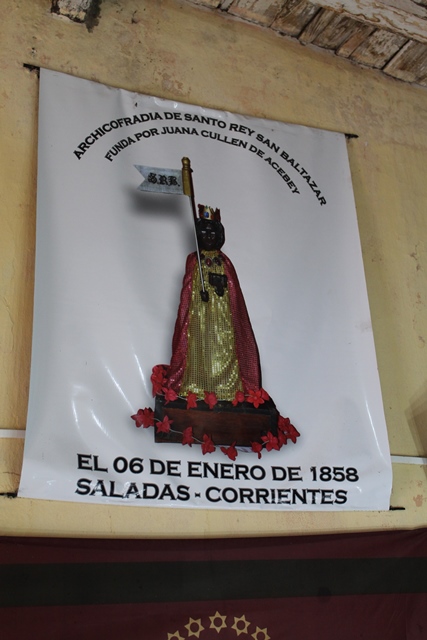 ARCHICOFRADIA DE SANTO REY SAN BALTAZAR
FUNDA POR JUANA CULLEN DE ACEBEY
S.R.B.
EL 06 DE ENERO DE 1858
SALADAS - CORRIENTES